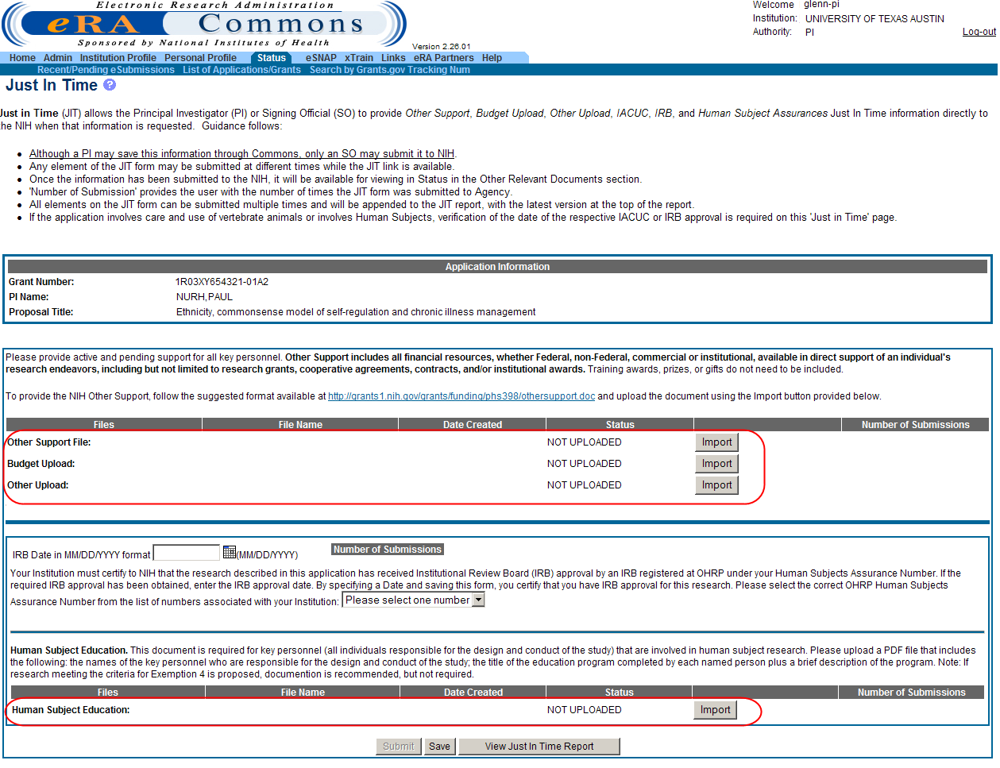 Electronic Research Administration
eRA Commons
Sponsored by National Institutes of Health
Version 2.26.01
Welcome glenn-pi
Institution: UNIVERSITY OF TEXAS AUSTIN
Authority: PI
Log-out
Home Admin Institution Profile Personal Profile Status eSNAP xTrain Links eRA Partners Help
Recent/Pending eSubmissions List of Applications/Grants Search by Grants.gov Tracking Num
Just In Time ?
Just in Time (JIT) allows the Principal Investigator (PI) or Signing Official (SO) to provide Other Support, Budget Upload, Other Upload, IACUC, IRB, and Human Subject Assurances Just In Time information directly to
the NIH when that information is requested. Guidance follows:
Although a PI may save this information through Commons, only an SO may submit it to NIH.
Any element of the JIT form may be submitted at different times while the JIT link is available.
Once the information has been submitted to the NIH, it will be available for viewing in Status in the Other Relevant Documents section.
'Number of Submission' provides the user with the number of times the JIT form was submitted to Agency.
All elements on the JIT form can be submitted multiple times and will be appended to the JIT report, with the latest version at the top of the report.
If the application involves care and use of vertebrate animals or involves Human Subjects, verification of the date of the respective IACUC or IRB approval is required on this 'Just in Time' page.
Application Information
Grant Number: 1R03XY654321-01A2
PI Name: NURH,PAUL
Proposal Title: Ethnicity, commonsense model of self-regulation and chronic illness management
Please provide active and pending support for all key personnel. Other Support includes all financial resources, whether Federal, non-Federal, commercial or institutional, available in direct support of an individual's
research endeavors, including but not limited to research grants, cooperative agreements, contracts, and/or institutional awards. Training awards, prizes, or gifts do not need to be included.
To provide the NIH Other Support, follow the suggested format available at http://grants1.nih.gov/grants/funding/phs398/othersupport.doc and upload the document using the Import button provided below.
Files File Name Date Created Status Number of Submissions
Other Support File: NOT UPLOADED Import
Budget Upload: NOT UPLOADED Import
Other Upload: NOT UPLOADED Import
IRB Date in MM/DD/YYYY format (MM/DD/YYYY) Number of Submissions
Your Institution must certify to NIH that the research described in this application has received Institutional Review Board (IRB) approval by an IRB registered at OHRP under your Human Subjects Assurance Number. If the
required IRB approval has been obtained, enter the IRB approval date. By specifying a Date and saving this form, you certify that you have IRB approval for this research. Please select the correct OHRP Human Subjects
Assurance Number from the list of numbers associated with your Institution: Please select one number
Human Subject Education. This document is required for key personnel (all individuals responsible for the design and conduct of the study) that are involved in human subject research. Please upload a PDF file that includes
the following: the names of the key personnel who are responsible for the design and conduct of the study; the title of the education program completed by each named person plus a brief description of the program. Note: If
research meeting the criteria for Exemption 4 is proposed, documention is recommended, but not required.
Files File Name Date Created Status Number of Submissions
Human Subject Education: NOT UPLOADED Import
Submit Save View Just In Time Report